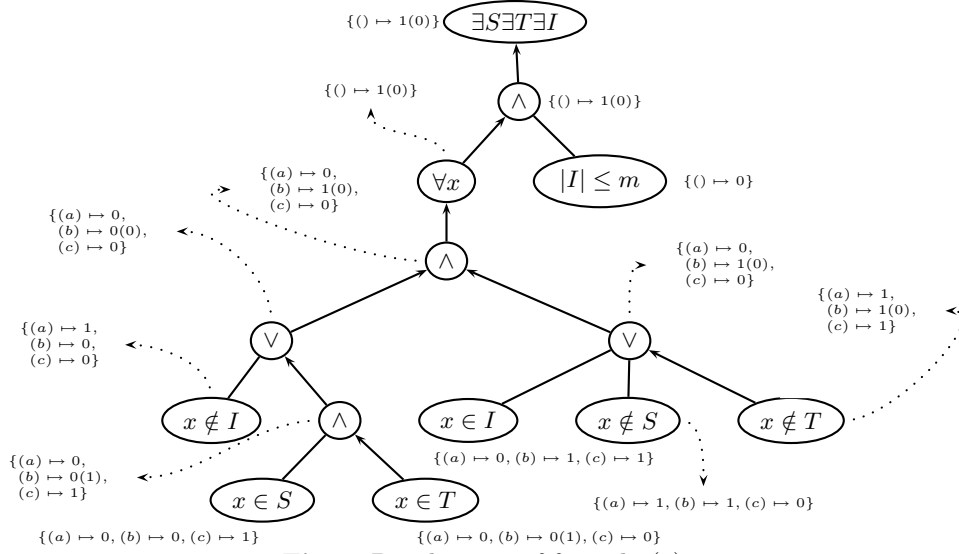 {() ↦ 1(0)} ∃S∃T∃I
{() ↦ 1(0)}
∧ {() ↦ 1(0)}
∀x
|I| ≤ m {() ↦ 0}
{(a) ↦ 0,
(b) ↦ 1(0),
(c) ↦ 0}
{(a) ↦ 0,
(b) ↦ 0(0),
(c) ↦ 0}
∧
{(a) ↦ 0,
(b) ↦ 1(0),
(c) ↦ 0}
{(a) ↦ 1,
(b) ↦ 1(0),
(c) ↦ 1}
{(a) ↦ 1,
(b) ↦ 0,
(c) ↦ 0}
∨
∨
x ∉ I
∧
x ∈ I
x ∉ S
x ∉ T
{(a) ↦ 0, (b) ↦ 1, (c) ↦ 1}
{(a) ↦ 0,
(b) ↦ 0(1),
(c) ↦ 1}
x ∈ S
x ∈ T
{(a) ↦ 1, (b) ↦ 1, (c) ↦ 0}
{(a) ↦ 0, (b) ↦ 0, (c) ↦ 1}
{(a) ↦ 0, (b) ↦ 0(1), (c) ↦ 0}